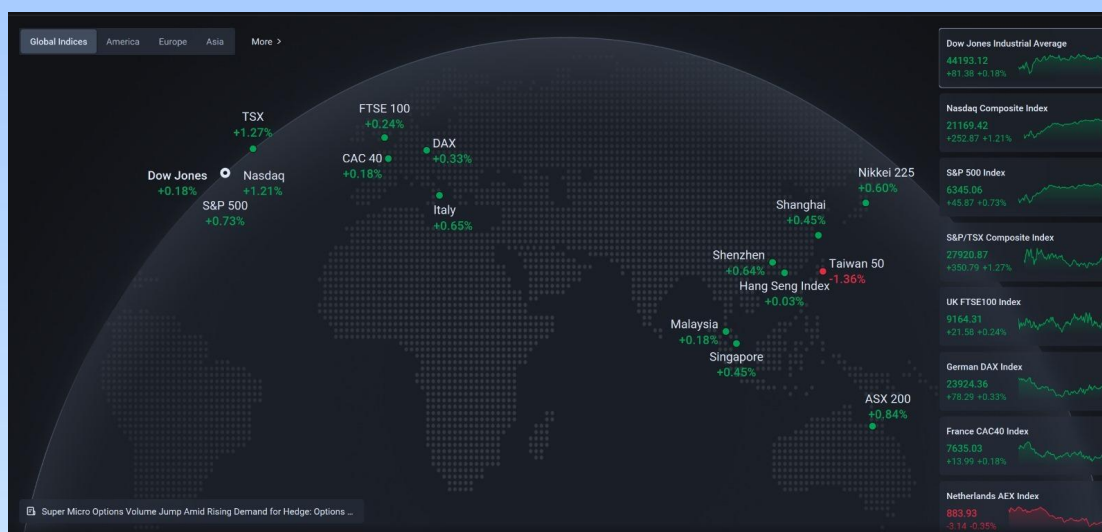 Global Indices America Europe Asia More >
TSX
+1.27%
Dow Jones
+0.18%
Nasdaq
+1.21%
S&P 500
+0.73%
FTSE 100
+0.24%
CAC 40
+0.18%
DAX
+0.33%
Italy
+0.65%
Nikkei 225
+0.60%
Shanghai
+0.45%
Shenzhen
+0.64%
Hang Seng Index
+0.03%
Taiwan 50
-1.36%
Malaysia
+0.18%
Singapore
+0.45%
ASX 200
+0.84%
Super Micro Options Volume Jump Amid Rising Demand for Hedge: Options ...
Dow Jones Industrial Average
44193.12
+81.38 +0.18%
Nasdaq Composite Index
21169.42
+252.87 +1.21%
S&P 500 Index
6345.06
+45.87 +0.73%
S&P/TSX Composite Index
27920.87
+350.79 +1.27%
UK FTSE100 Index
9164.31
+21.58 +0.24%
German DAX Index
23924.36
+78.29 +0.33%
France CAC40 Index
7635.03
+13.99 +0.18%
Netherlands AEX Index
883.93
-3.14 -0.35%